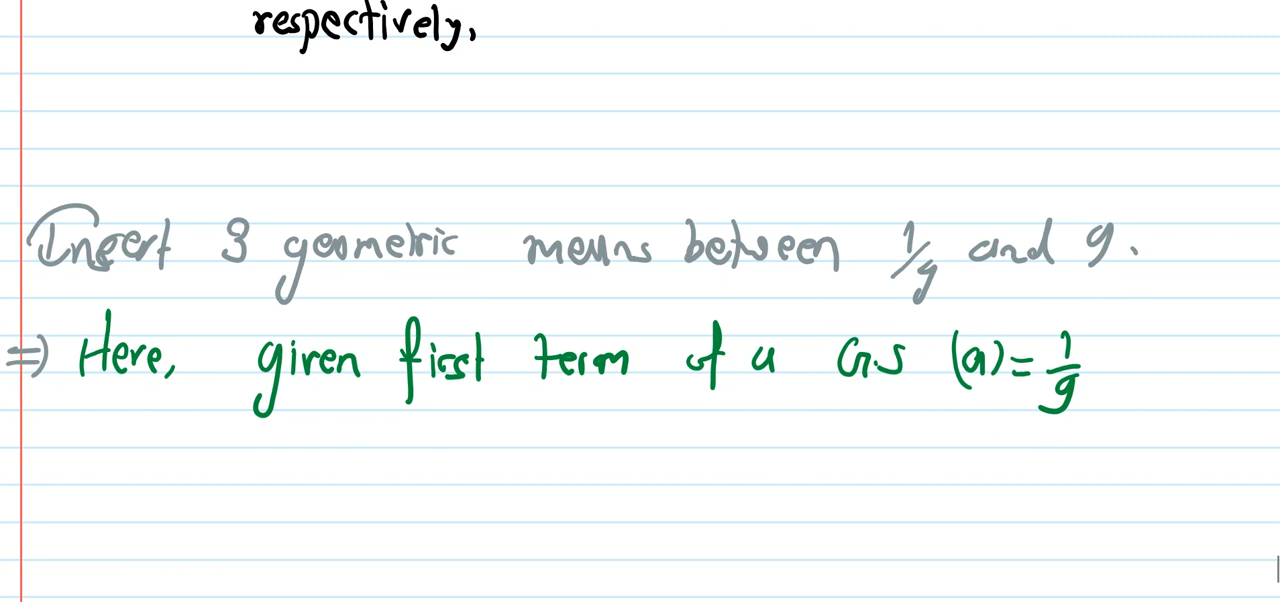 respectively,
Insert 3 geometric means between 1/9 and 9.
⇒ Here, given first term of a G.S (a) = 1/9